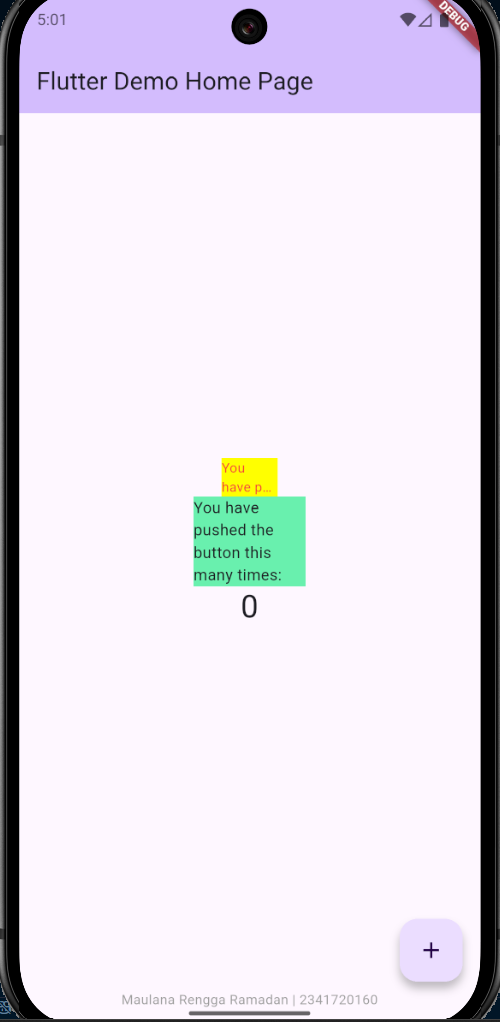 5:01
DEBUG
Flutter Demo Home Page
You
have p...
You have
pushed the
button this
many times:
0
+
Maulana Rengga Ramadan | 2341720160